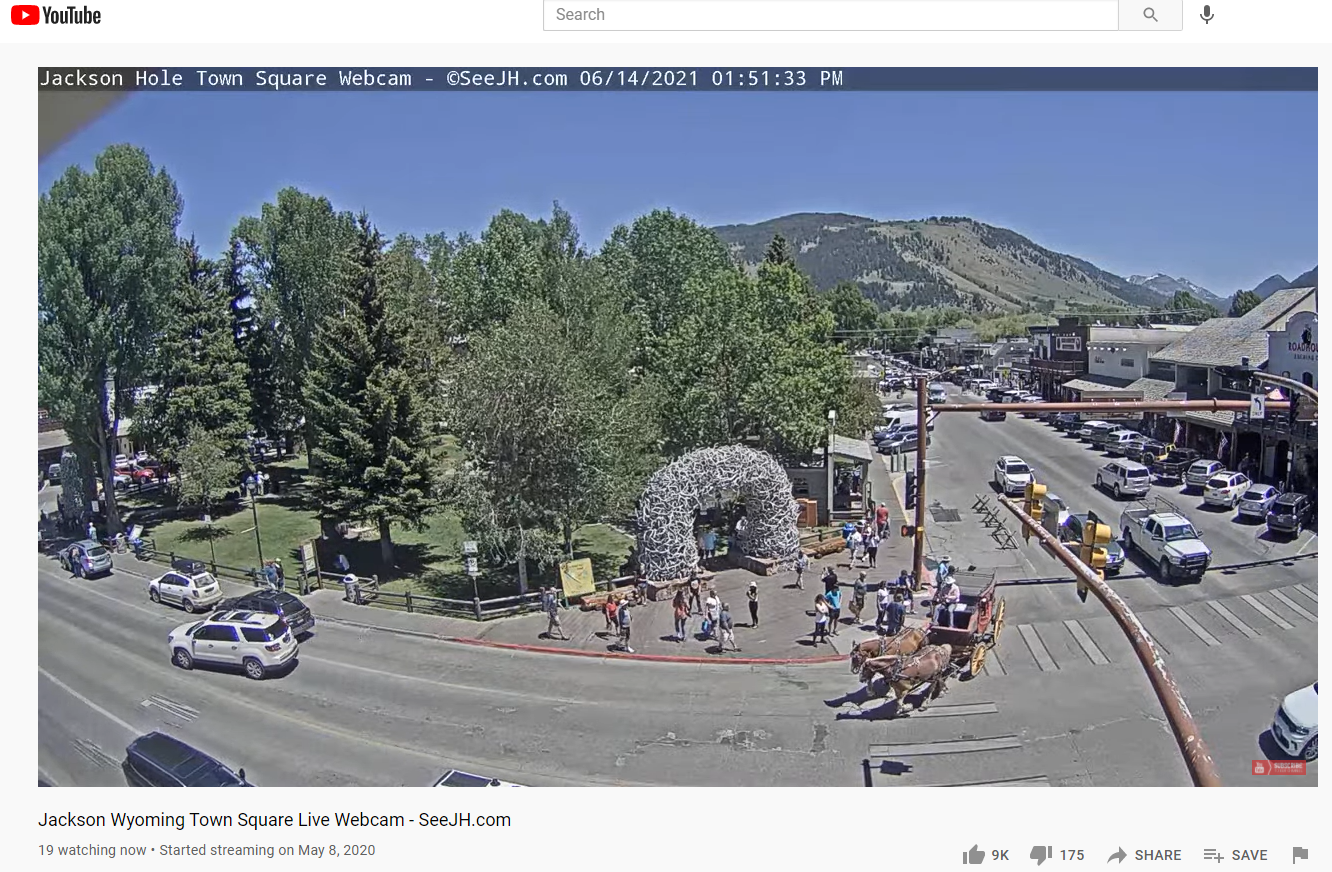 YouTube
Search
Jackson Hole Town Square Webcam - ©SeeJH.com 06/14/2021 01:51:33 PM
SUBSCRIBE
Jackson Wyoming Town Square Live Webcam - SeeJH.com
19 watching now • Started streaming on May 8, 2020
9K
175
SHARE
SAVE